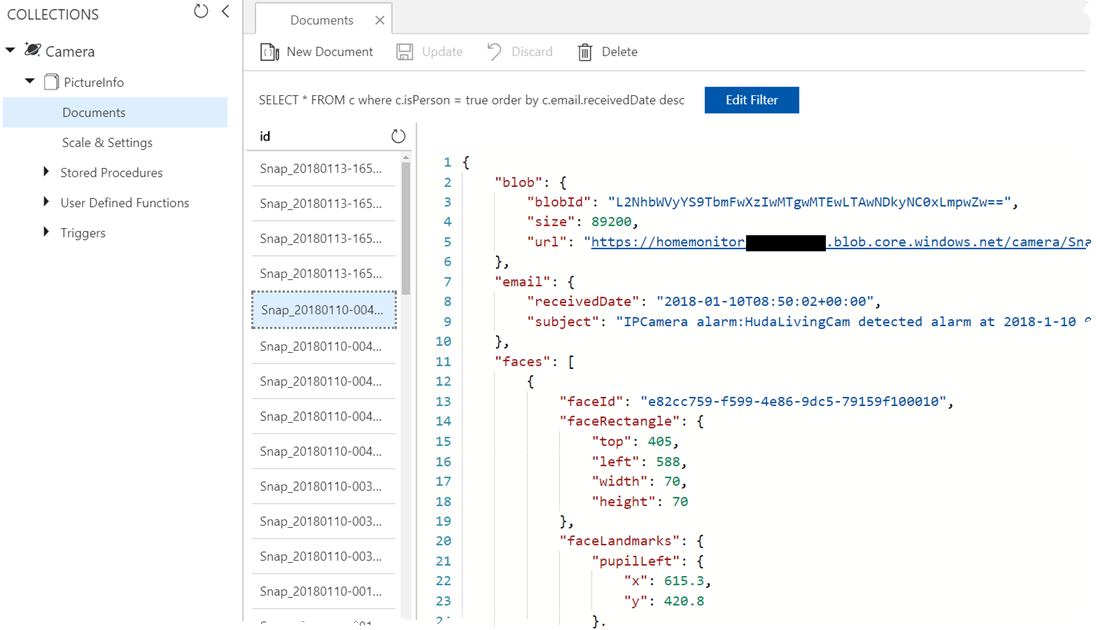 COLLECTIONS
Camera
PictureInfo
Documents
Scale & Settings
Stored Procedures
User Defined Functions
Triggers
Documents
New Document Update Discard Delete
SELECT * FROM c where c.isPerson = true order by c.email.receivedDate desc Edit Filter
id
Snap_20180113-165...
Snap_20180113-165...
Snap_20180113-165...
Snap_20180113-165...
Snap_20180110-004...
Snap_20180110-004...
Snap_20180110-004...
Snap_20180110-004...
Snap_20180110-004...
Snap_20180110-003...
Snap_20180110-003...
Snap_20180110-003...
Snap_20180110-001...
1 {
2 "blob": {
3 "blobId": "L2NhbWVyYS9TbmFwXzIwMTgwMTEwLTAwNDkyNC0xLmpwZw==",
4 "size": 89200,
5 "url": "https://homemonitor .blob.core.windows.net/camera/Sna
6 },
7 "email": {
8 "receivedDate": "2018-01-10T08:50:02+00:00",
9 "subject": "IPCamera alarm:HudaLivingCam detected alarm at 2018-1-10
10 },
11 "faces": [
12 {
13 "faceId": "e82cc759-f599-4e86-9dc5-79159f100010",
14 "faceRectangle": {
15 "top": 405,
16 "left": 588,
17 "width": 70,
18 "height": 70
19 },
20 "faceLandmarks": {
21 "pupilLeft": {
22 "x": 615.3,
23 "y": 420.8
},